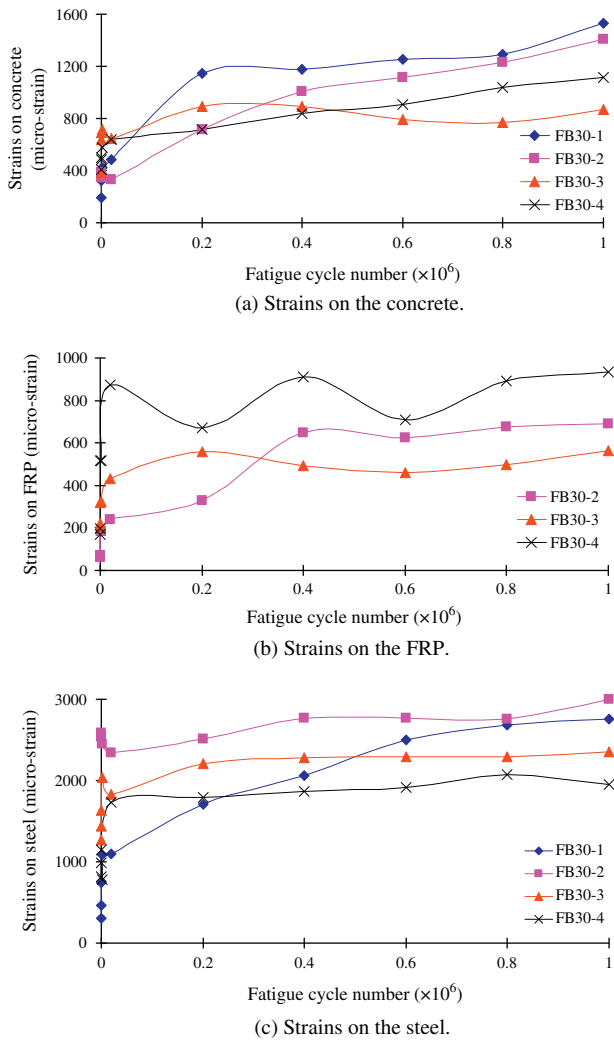 1600
1200
800
400
0
Strains on concrete
(micro-strain)
FB30-1
FB30-2
FB30-3
FB30-4
0 0.2 0.4 0.6 0.8 1
Fatigue cycle number (×10⁶)
(a) Strains on the concrete.
1000
800
600
400
200
0
Strains on FRP (micro-strain)
FB30-2
FB30-3
FB30-4
0 0.2 0.4 0.6 0.8 1
Fatigue cycle number (×10⁶)
(b) Strains on the FRP.
3000
2000
1000
0
Strains on steel (micro-strain)
FB30-1
FB30-2
FB30-3
FB30-4
0 0.2 0.4 0.6 0.8 1
Fatigue cycle number (×10⁶)
(c) Strains on the steel.